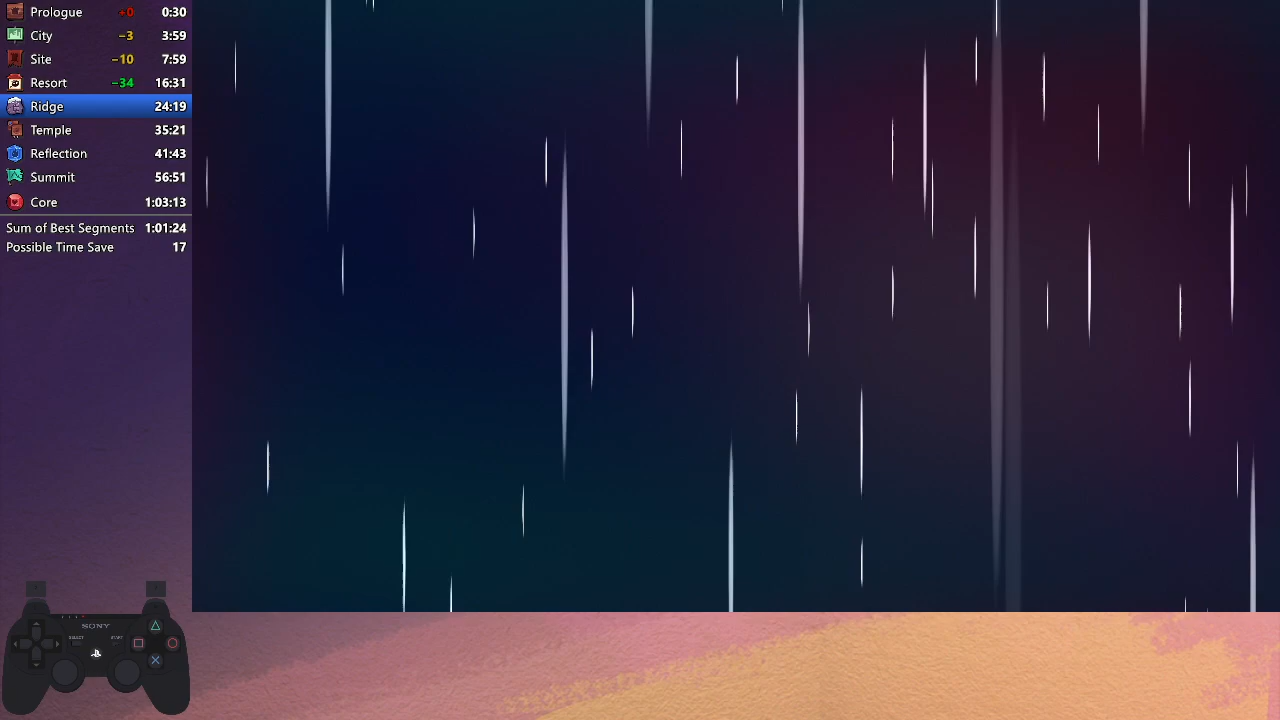 Prologue +0 0:30
City −3 3:59
Site −10 7:59
Resort −34 16:31
Ridge 24:19
Temple 35:21
Reflection 41:43
Summit 56:51
Core 1:03:13
Sum of Best Segments 1:01:24
Possible Time Save 17
SONY
SELECT START